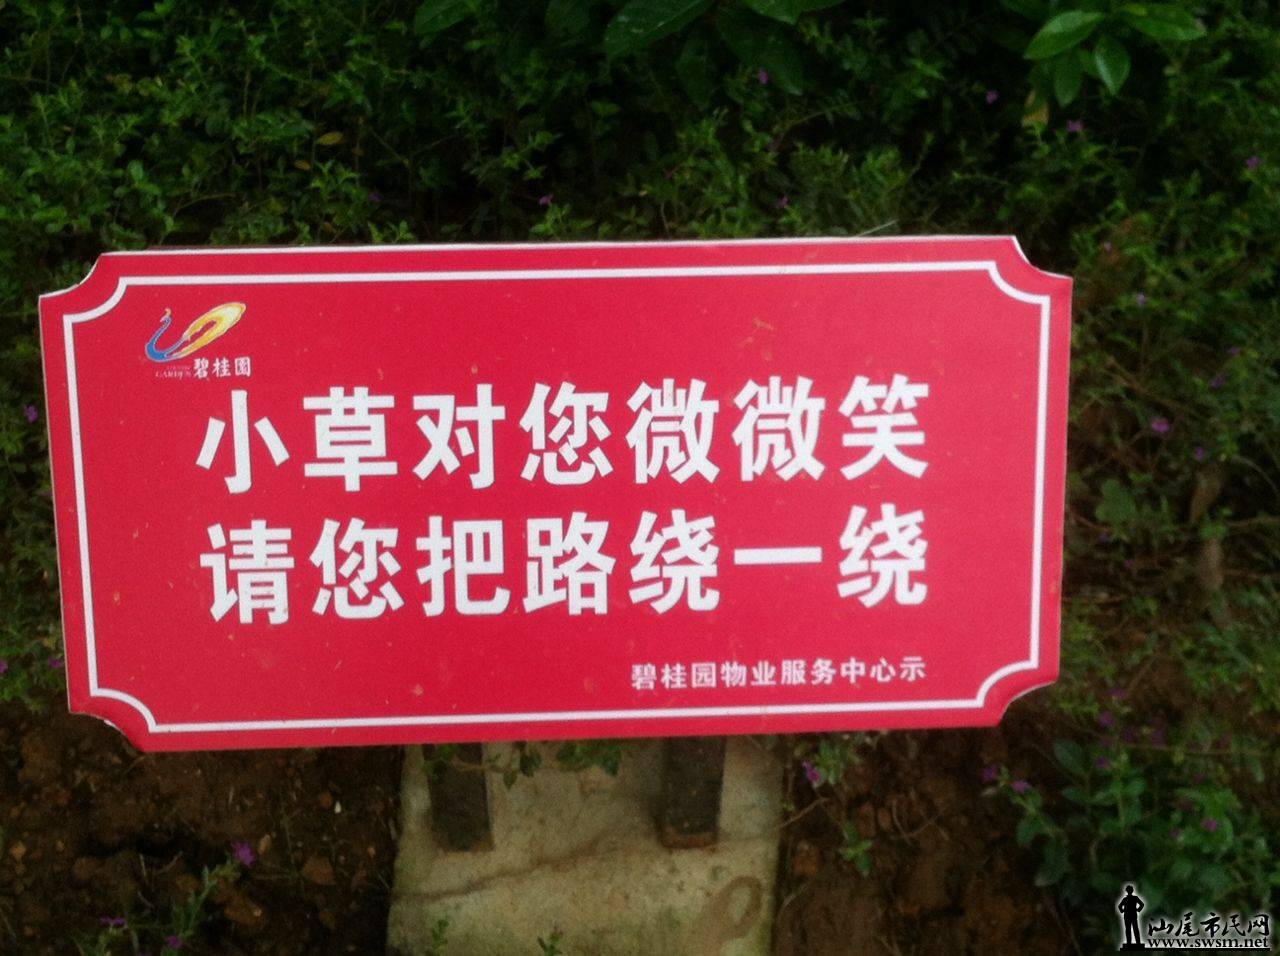 碧桂园
小草对您微微笑
请您把路绕一绕
碧桂园物业服务中心示
汕尾市民网
www.swsm.net